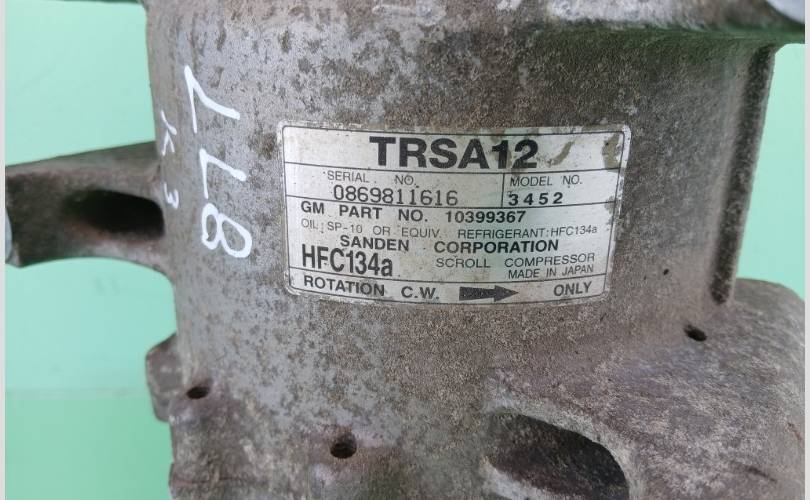 TRSA12
SERIAL NO. MODEL NO.
0869811616 3452
GM PART NO. 10399367
OIL: SP-10 OR EQUIV. REFRIGERANT: HFC134a
SANDEN CORPORATION
HFC134a SCROLL COMPRESSOR
MADE IN JAPAN
ROTATION C.W. ONLY
LL8